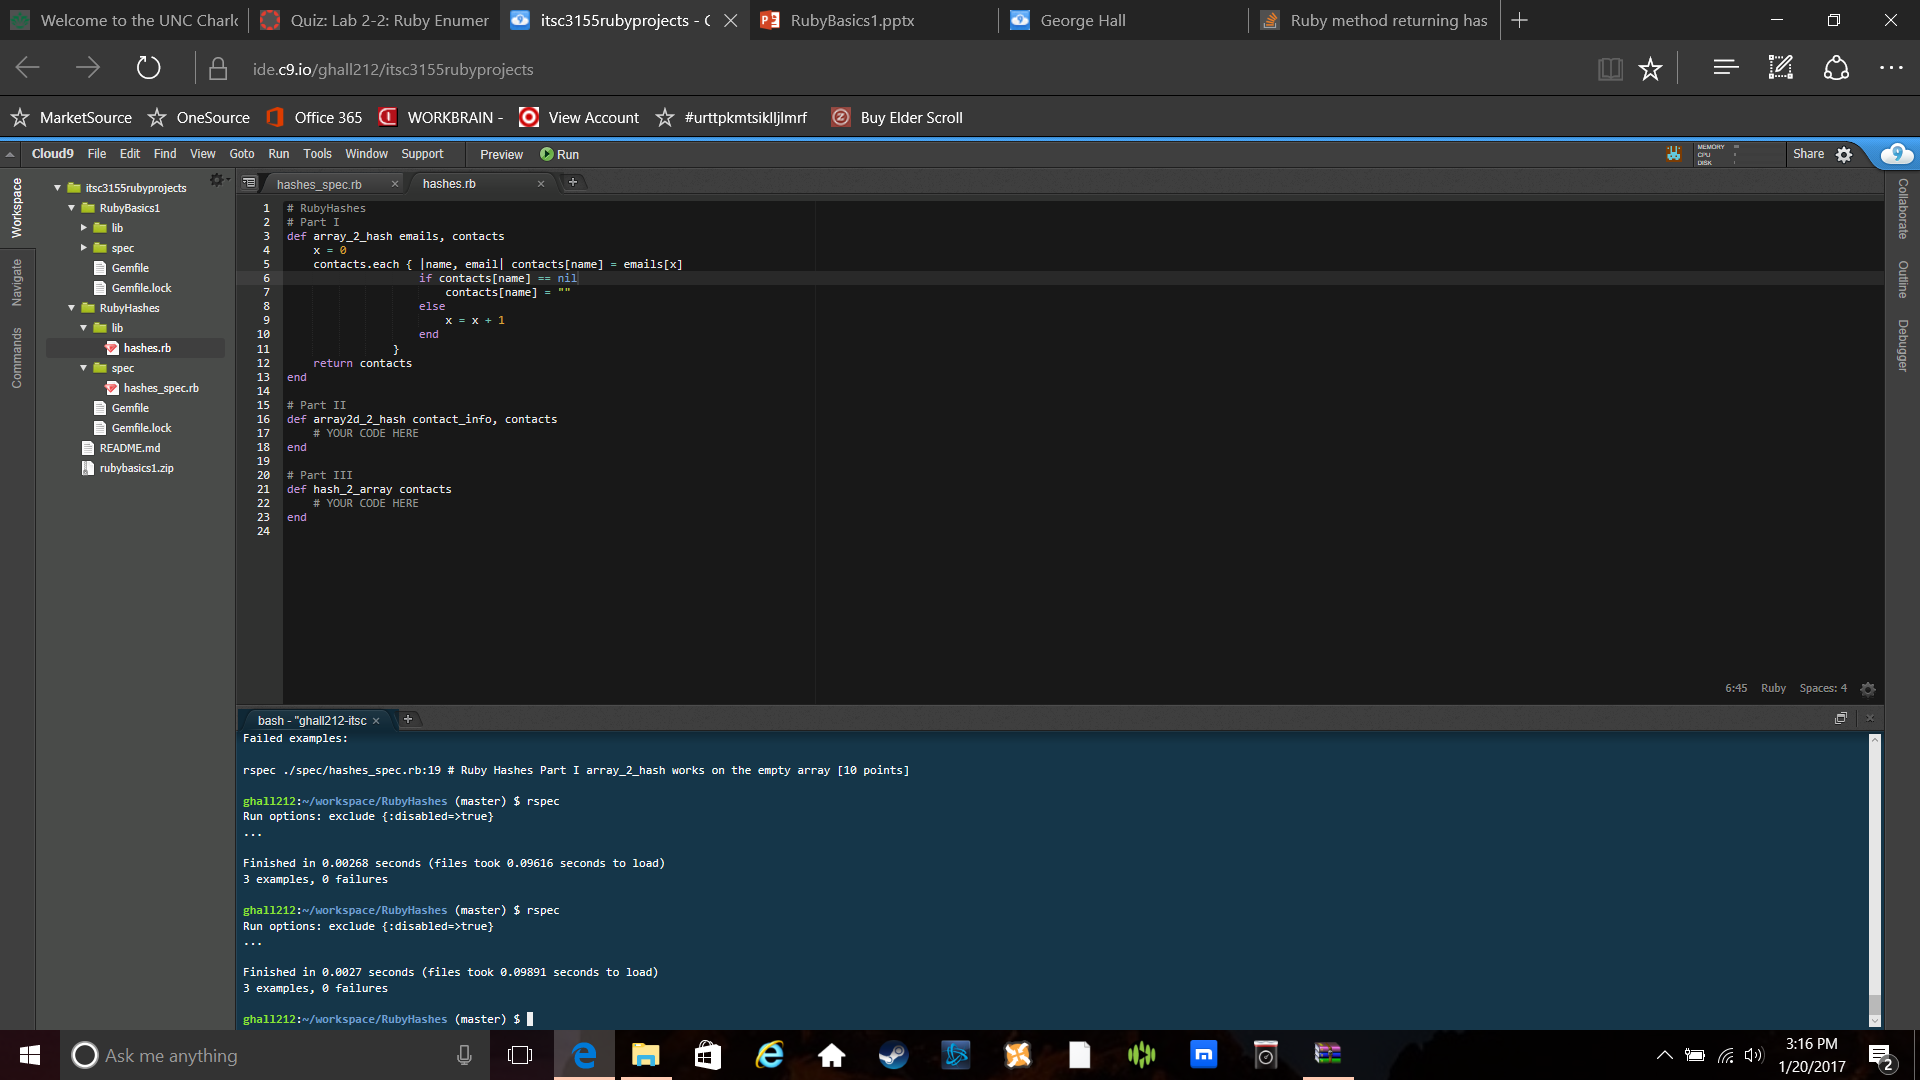 Welcome to the UNC Charlo
Quiz: Lab 2-2: Ruby Enumer
itsc3155rubyprojects - C
RubyBasics1.pptx
George Hall
Ruby method returning has
ide.c9.io/ghall212/itsc3155rubyprojects
MarketSource
OneSource
Office 365
WORKBRAIN -
View Account
#urttpkmtsiklljlmrf
Buy Elder Scroll
Cloud9 File Edit Find View Goto Run Tools Window Support Preview Run
MEMORY
CPU
DISK
Share
Workspace
Navigate
Commands
itsc3155rubyprojects
RubyBasics1
lib
spec
Gemfile
Gemfile.lock
RubyHashes
lib
hashes.rb
spec
hashes_spec.rb
Gemfile
Gemfile.lock
README.md
rubybasics1.zip
hashes_spec.rb
hashes.rb
1 # RubyHashes
2 # Part I
3 def array_2_hash emails, contacts
4     x = 0
5     contacts.each { |name, email| contacts[name] = emails[x]
6                     if contacts[name] == nil
7                         contacts[name] = ""
8                     else
9                         x = x + 1
10                     end
11                 }
12     return contacts
13 end
14
15 # Part II
16 def array2d_2_hash contact_info, contacts
17     # YOUR CODE HERE
18 end
19
20 # Part III
21 def hash_2_array contacts
22     # YOUR CODE HERE
23 end
24
6:45 Ruby Spaces: 4
Collaborate
Outline
Debugger
bash - "ghall212-itsc
Failed examples:
rspec ./spec/hashes_spec.rb:19 # Ruby Hashes Part I array_2_hash works on the empty array [10 points]
ghall212:~/workspace/RubyHashes (master) $ rspec
Run options: exclude {:disabled=>true}
...
Finished in 0.00268 seconds (files took 0.09616 seconds to load)
3 examples, 0 failures
ghall212:~/workspace/RubyHashes (master) $ rspec
Run options: exclude {:disabled=>true}
...
Finished in 0.0027 seconds (files took 0.09891 seconds to load)
3 examples, 0 failures
ghall212:~/workspace/RubyHashes (master) $
Ask me anything
3:16 PM
1/20/2017
2